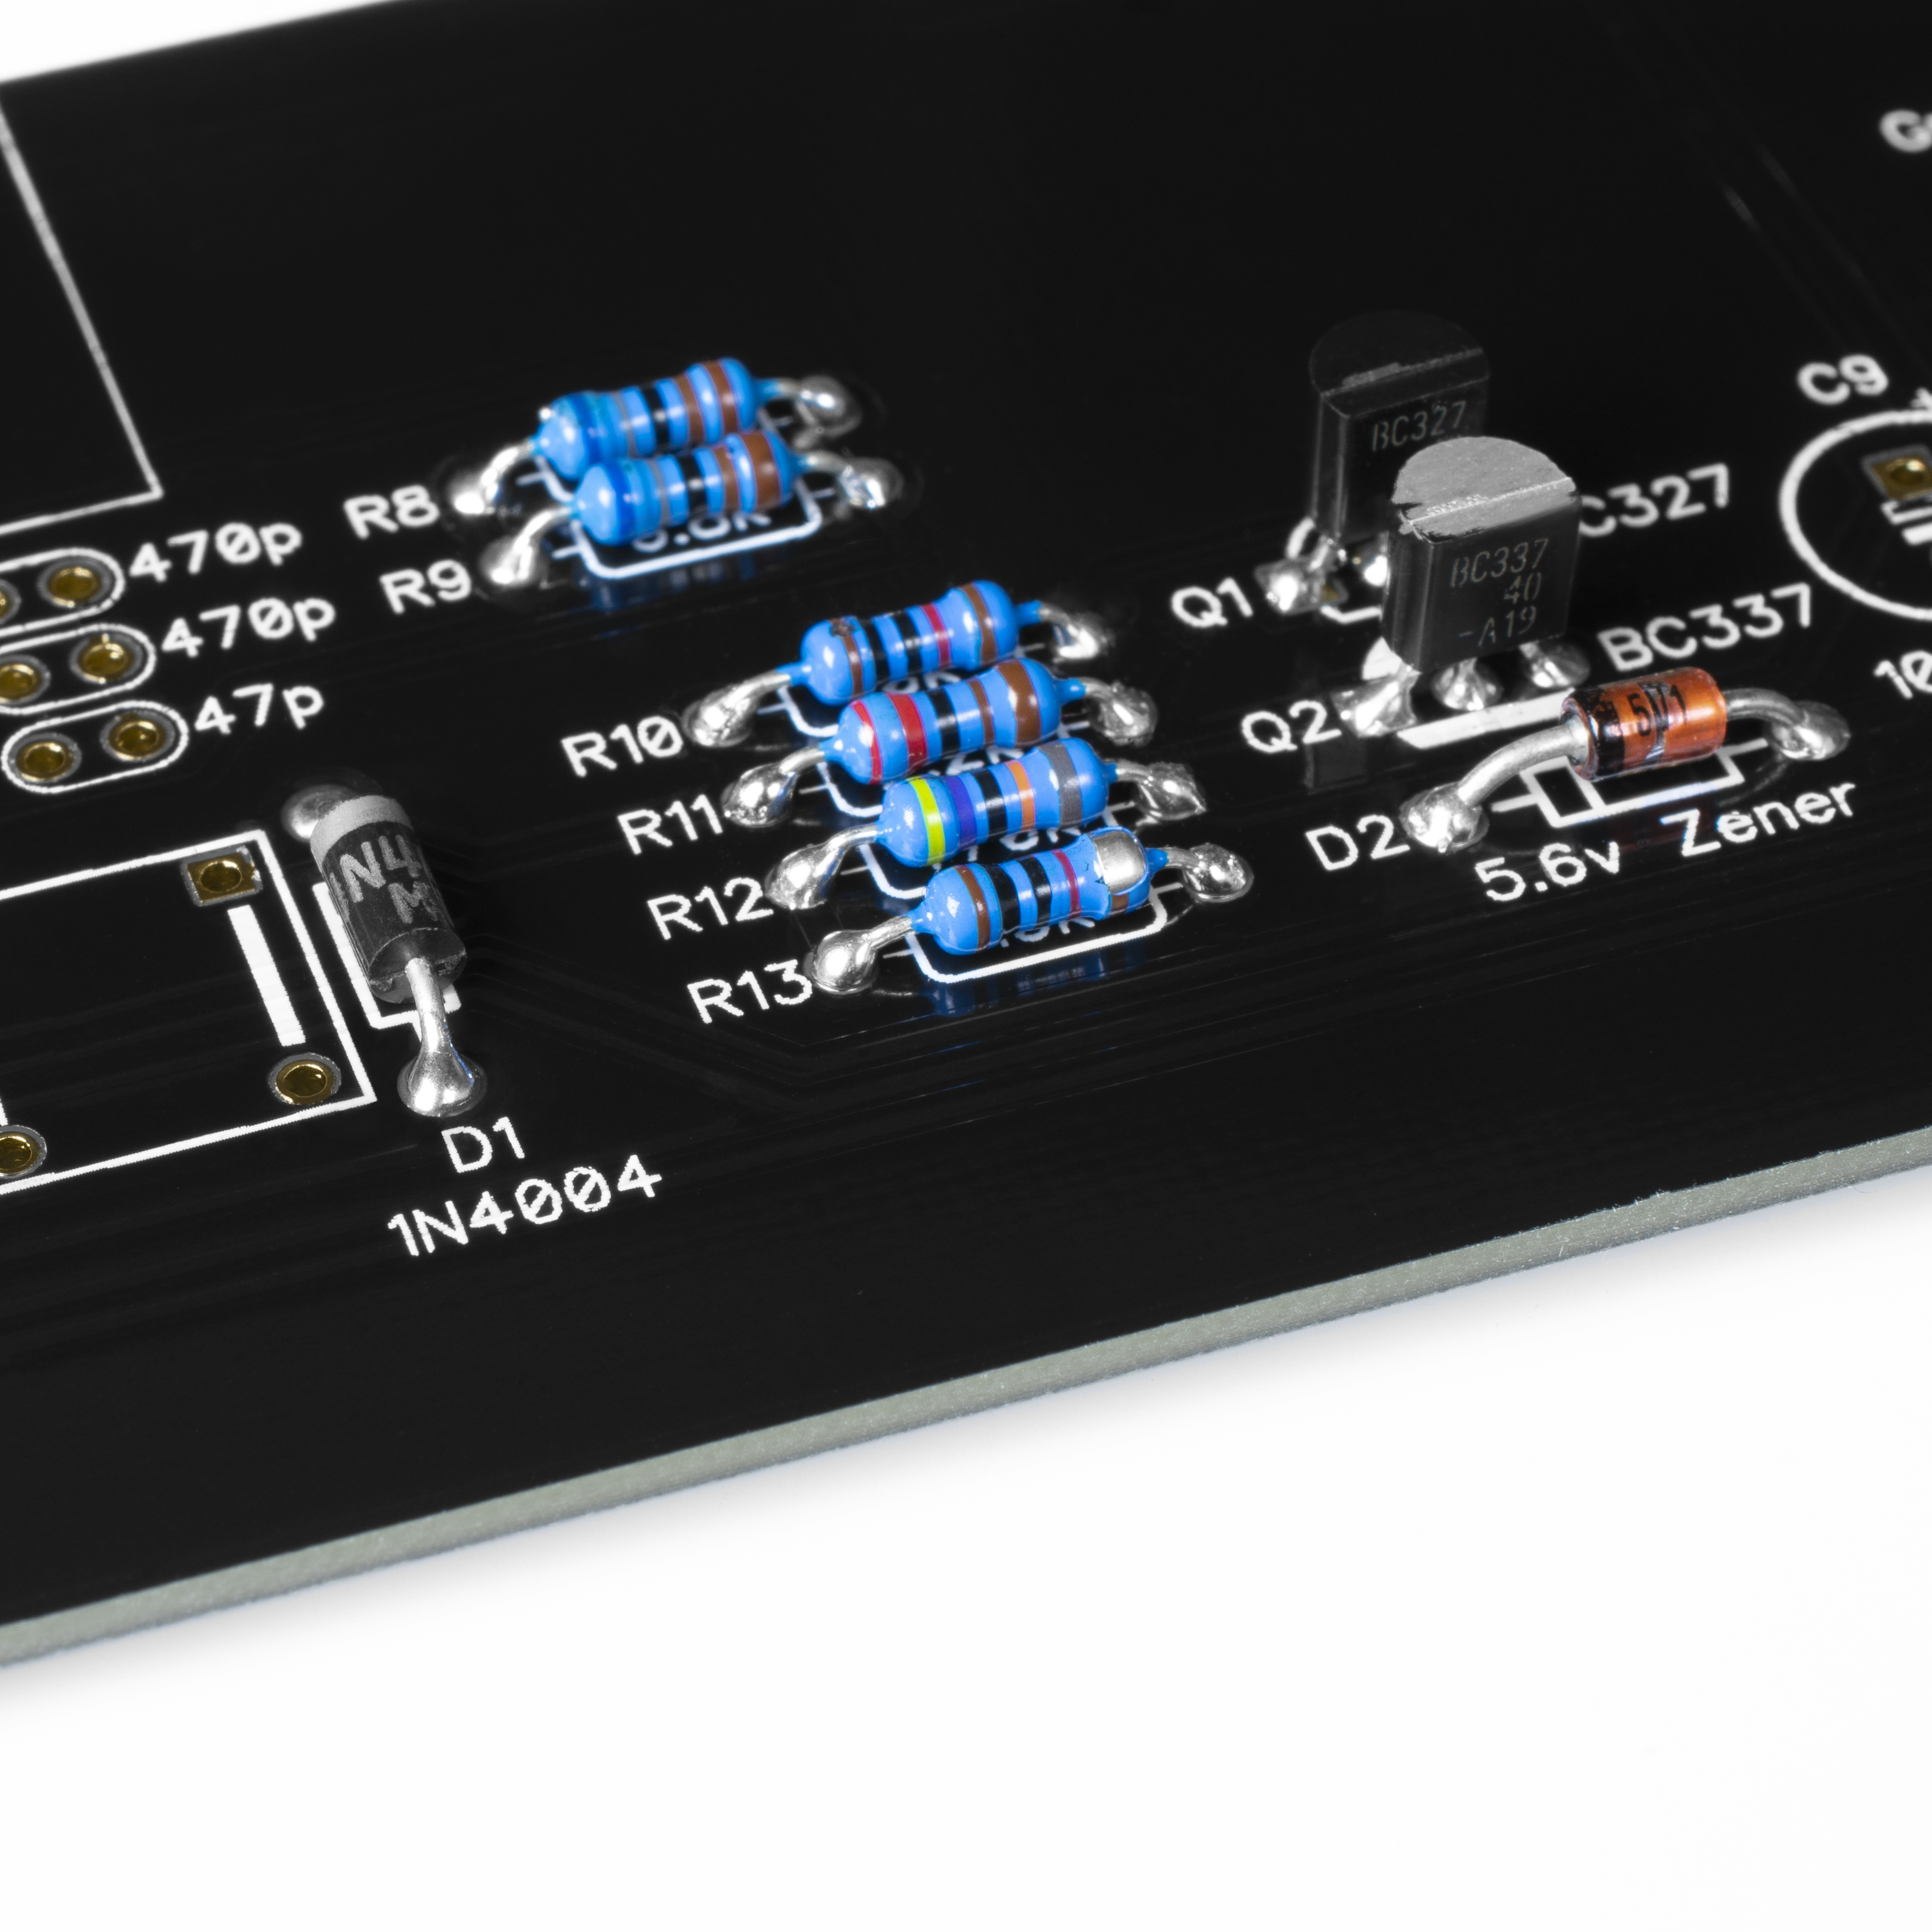 C9
BC327
R8
470p
BC337
40
-A19
R9
470p
Q1
BC337
47p
R10
Q2
5V1
R11
D2
5.6v Zener
R12
R13
D1
1N4004